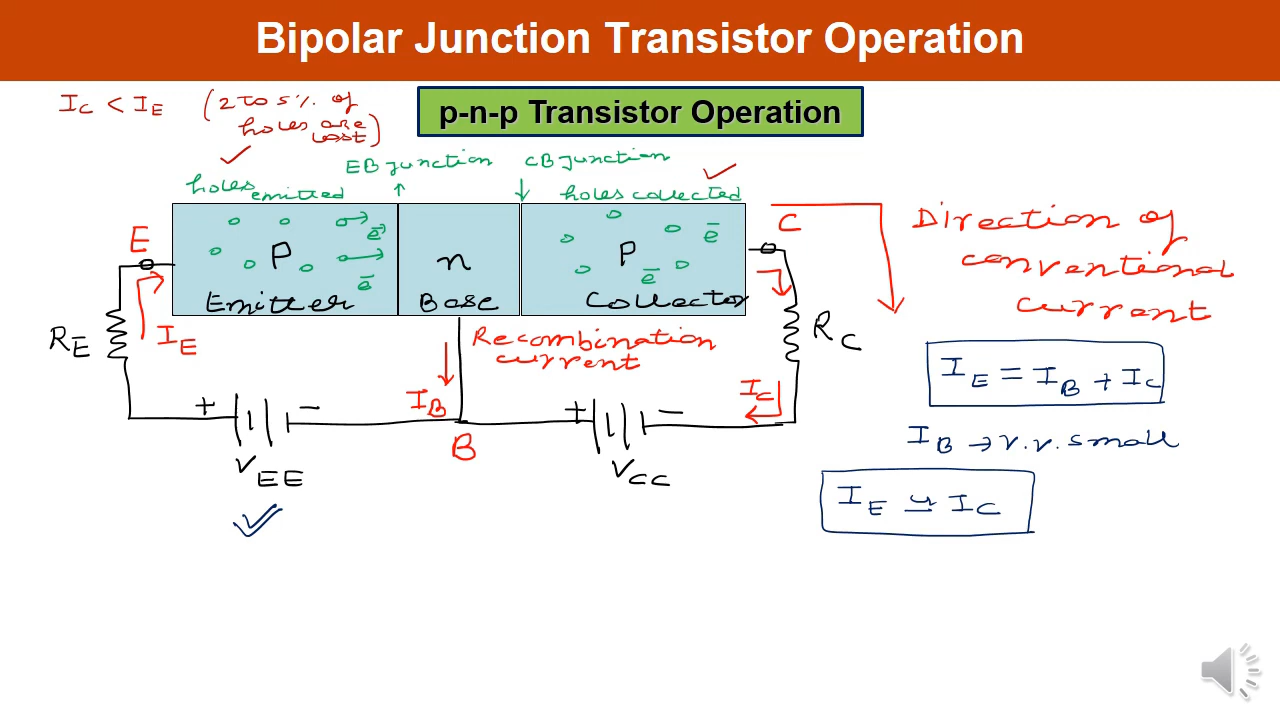 Bipolar Junction Transistor Operation
p-n-p Transistor Operation
IC < IE (2 to 5% of
holes are
lost)
EB junction
CB junction
holes emitted
holes collected
E
P
e̅
e̅
Emitter
n
Base
P
e̅
e̅
Collector
C
Direction of
conventional
current
RE
IE
Recombination
current
IB
B
IC
RC
+ −
VEE
+ −
VCC
IE = IB + IC
IB → v.v. small
IE ≃ IC